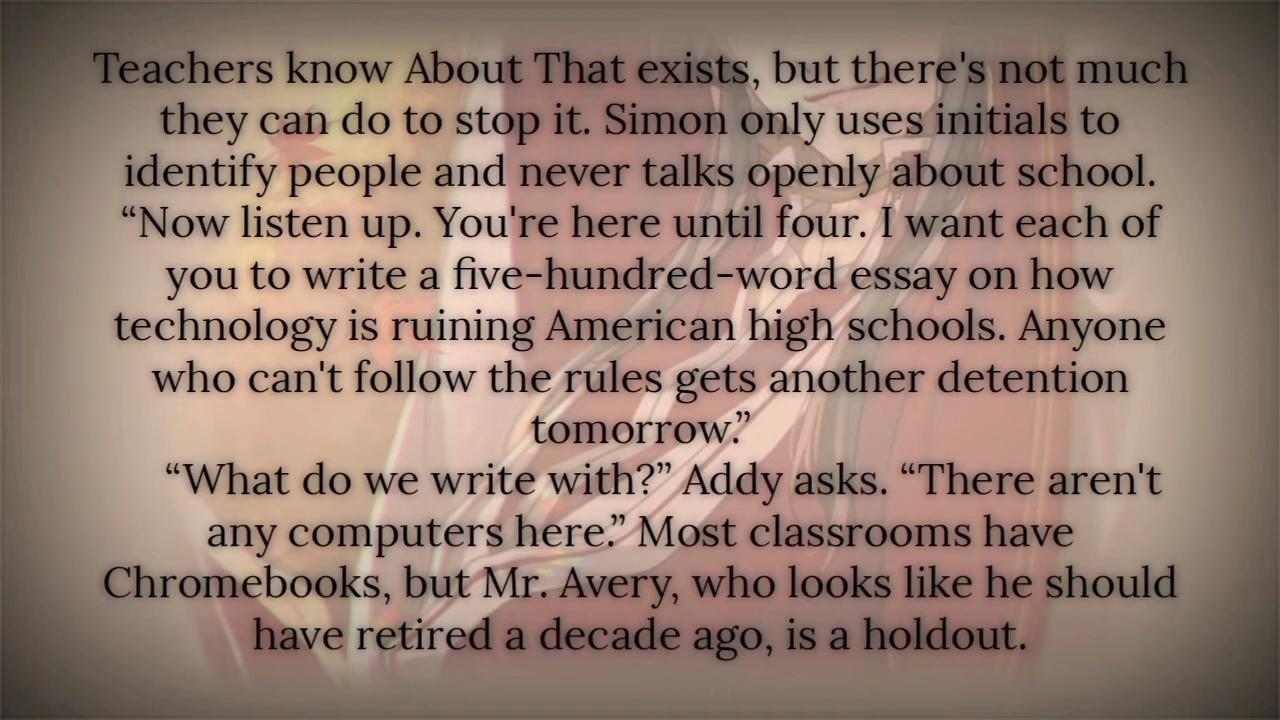 Teachers know About That exists, but there's not much
they can do to stop it. Simon only uses initials to
identify people and never talks openly about school.
“Now listen up. You're here until four. I want each of
you to write a five-hundred-word essay on how
technology is ruining American high schools. Anyone
who can't follow the rules gets another detention
tomorrow.”
“What do we write with?” Addy asks. “There aren't
any computers here.” Most classrooms have
Chromebooks, but Mr. Avery, who looks like he should
have retired a decade ago, is a holdout.